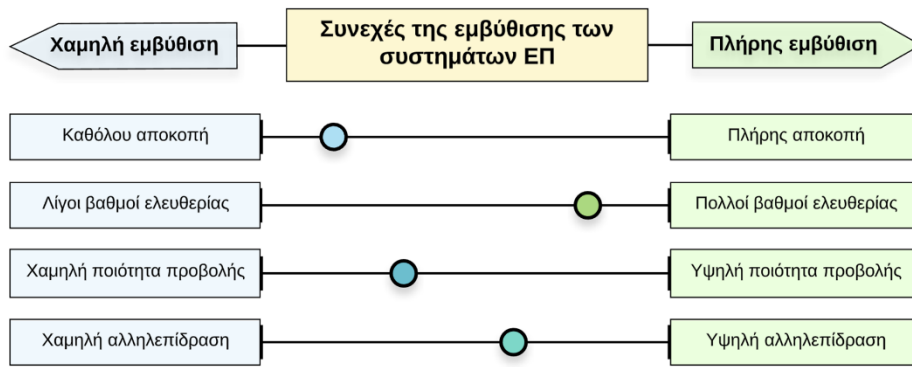 Χαμηλή εμβύθιση
Συνεχές της εμβύθισης των
συστημάτων ΕΠ
Πλήρης εμβύθιση
Καθόλου αποκοπή
Πλήρης αποκοπή
Λίγοι βαθμοί ελευθερίας
Πολλοί βαθμοί ελευθερίας
Χαμηλή ποιότητα προβολής
Υψηλή ποιότητα προβολής
Χαμηλή αλληλεπίδραση
Υψηλή αλληλεπίδραση